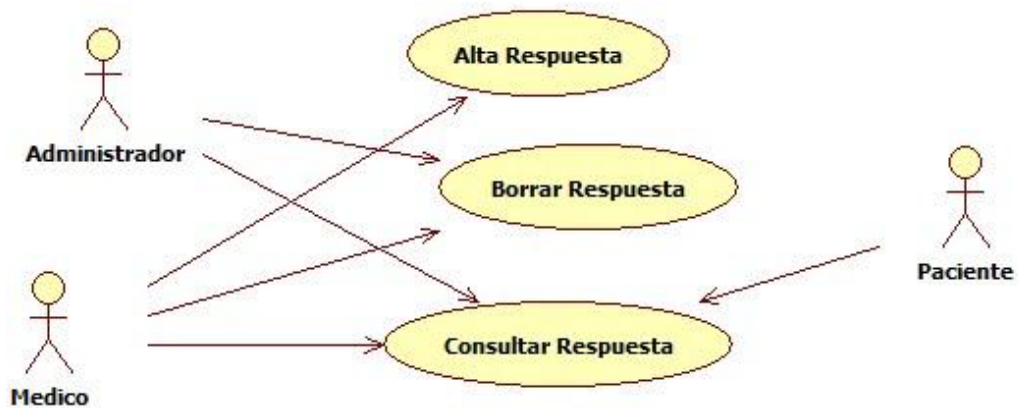 Alta Respuesta
Administrador
Borrar Respuesta
Paciente
Consultar Respuesta
Medico